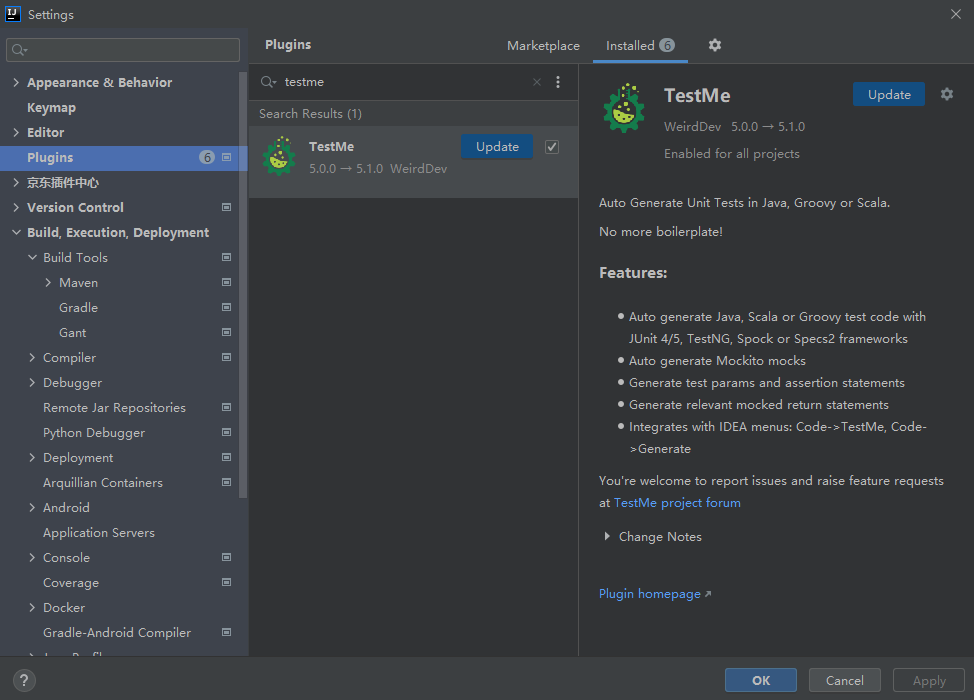 IJ
Settings
Plugins
Marketplace
Installed 6
Appearance & Behavior
Keymap
Editor
Plugins 6
京东插件中心
Version Control
Build, Execution, Deployment
Build Tools
Maven
Gradle
Gant
Compiler
Debugger
Remote Jar Repositories
Python Debugger
Deployment
Arquillian Containers
Android
Application Servers
Console
Coverage
Docker
Gradle-Android Compiler
testme
Search Results (1)
TestMe
Update
5.0.0 → 5.1.0 WeirdDev
TestMe
Update
WeirdDev 5.0.0 → 5.1.0
Enabled for all projects
Auto Generate Unit Tests in Java, Groovy or Scala.
No more boilerplate!
Features:
Auto generate Java, Scala or Groovy test code with
JUnit 4/5, TestNG, Spock or Specs2 frameworks
Auto generate Mockito mocks
Generate test params and assertion statements
Generate relevant mocked return statements
Integrates with IDEA menus: Code->TestMe, Code-
>Generate
You're welcome to report issues and raise feature requests
at TestMe project forum
Change Notes
Plugin homepage
?
OK
Cancel
Apply